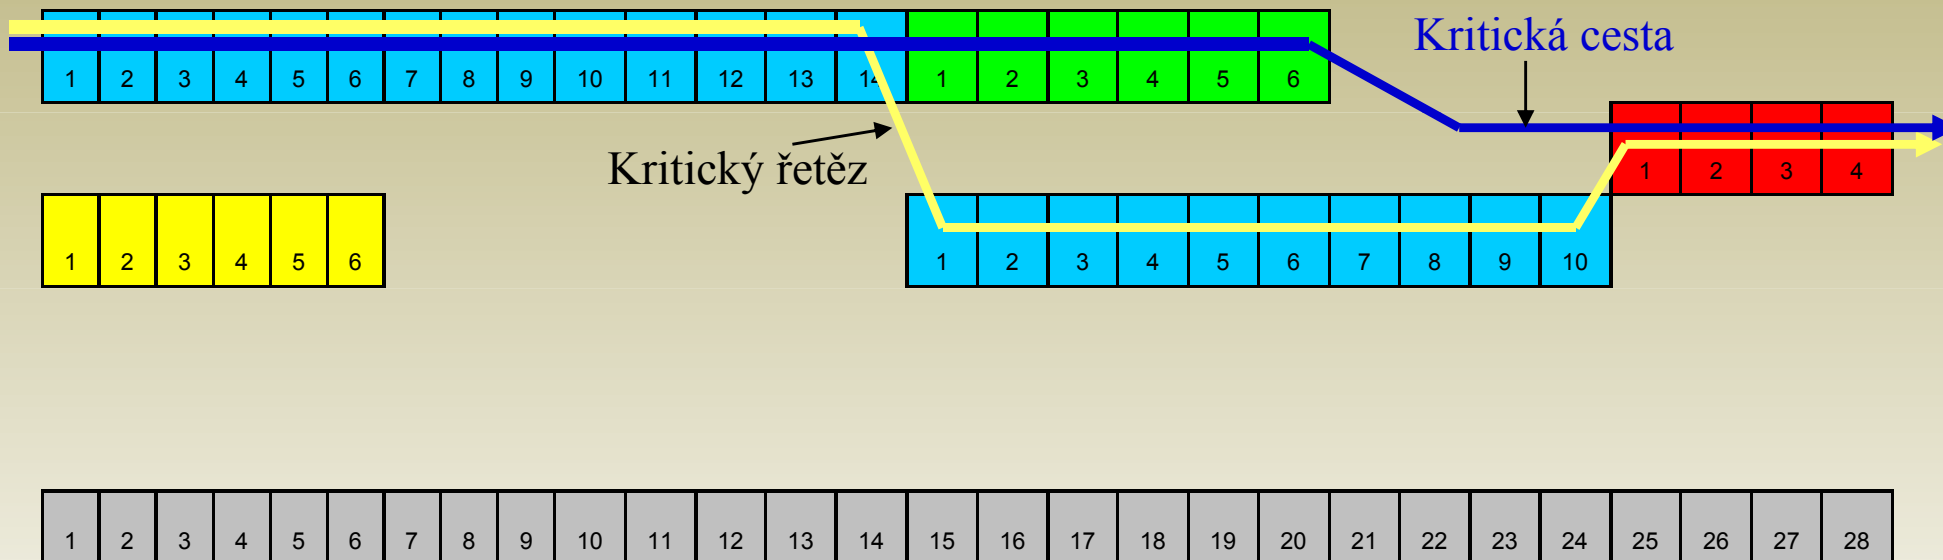 Kritická cesta
1 2 3 4 5 6 7 8 9 10 11 12 13 14 1 2 3 4 5 6
Kritický řetěz
1 2 3 4
1 2 3 4 5 6 1 2 3 4 5 6 7 8 9 10
1 2 3 4 5 6 7 8 9 10 11 12 13 14 15 16 17 18 19 20 21 22 23 24 25 26 27 28